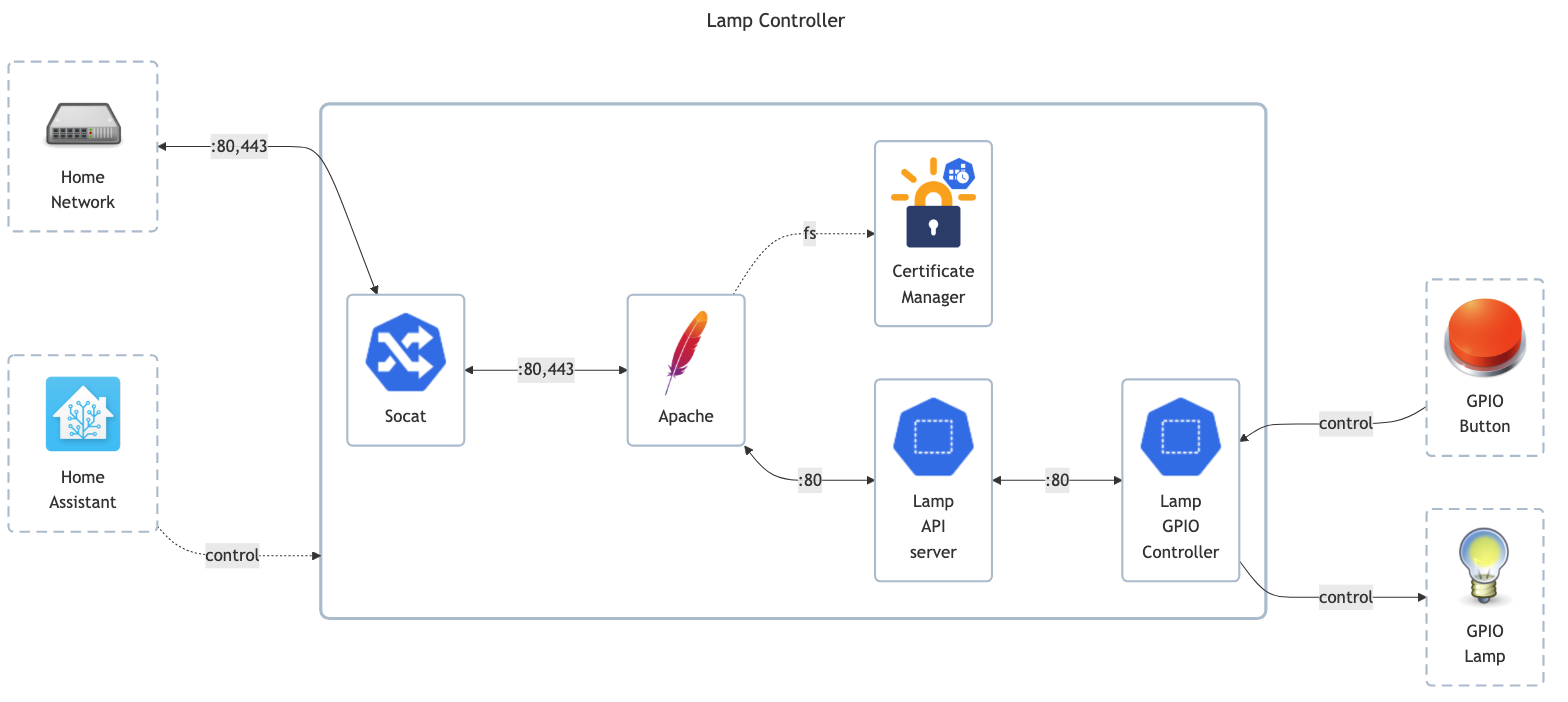 Lamp Controller
Home
Network
:80,443
Certificate
Manager
fs
Socat
:80,443
Apache
Home
Assistant
control
:80
Lamp
API
server
:80
Lamp
GPIO
Controller
control
GPIO
Button
control
GPIO
Lamp